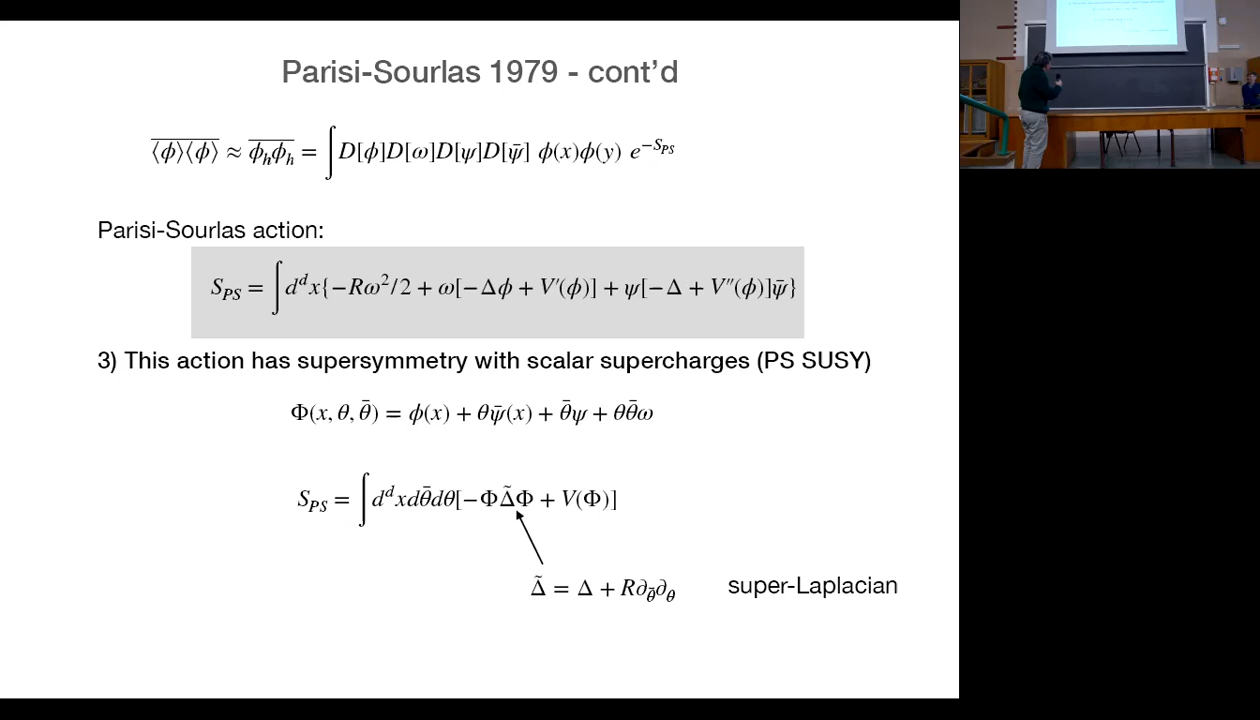 Parisi-Sourlas 1979 - cont'd
$\overline{\langle\phi\rangle\langle\phi\rangle} \approx \overline{\phi_h\phi_h} = \int D[\phi]D[\omega]D[\psi]D[\bar{\psi}]\ \phi(x)\phi(y)\ e^{-S_{PS}}$
Parisi-Sourlas action:
$S_{PS} = \int d^dx\{-R\omega^2/2 + \omega[-\Delta\phi + V'(\phi)] + \psi[-\Delta + V''(\phi)]\bar{\psi}\}$
3) This action has supersymmetry with scalar supercharges (PS SUSY)
$\Phi(x, \theta, \bar{\theta}) = \phi(x) + \theta\bar{\psi}(x) + \bar{\theta}\psi + \theta\bar{\theta}\omega$
$S_{PS} = \int d^dxd\bar{\theta}d\theta[-\Phi\tilde{\Delta}\Phi + V(\Phi)]$
$\tilde{\Delta} = \Delta + R\partial_{\bar{\theta}}\partial_{\theta}$ super-Laplacian